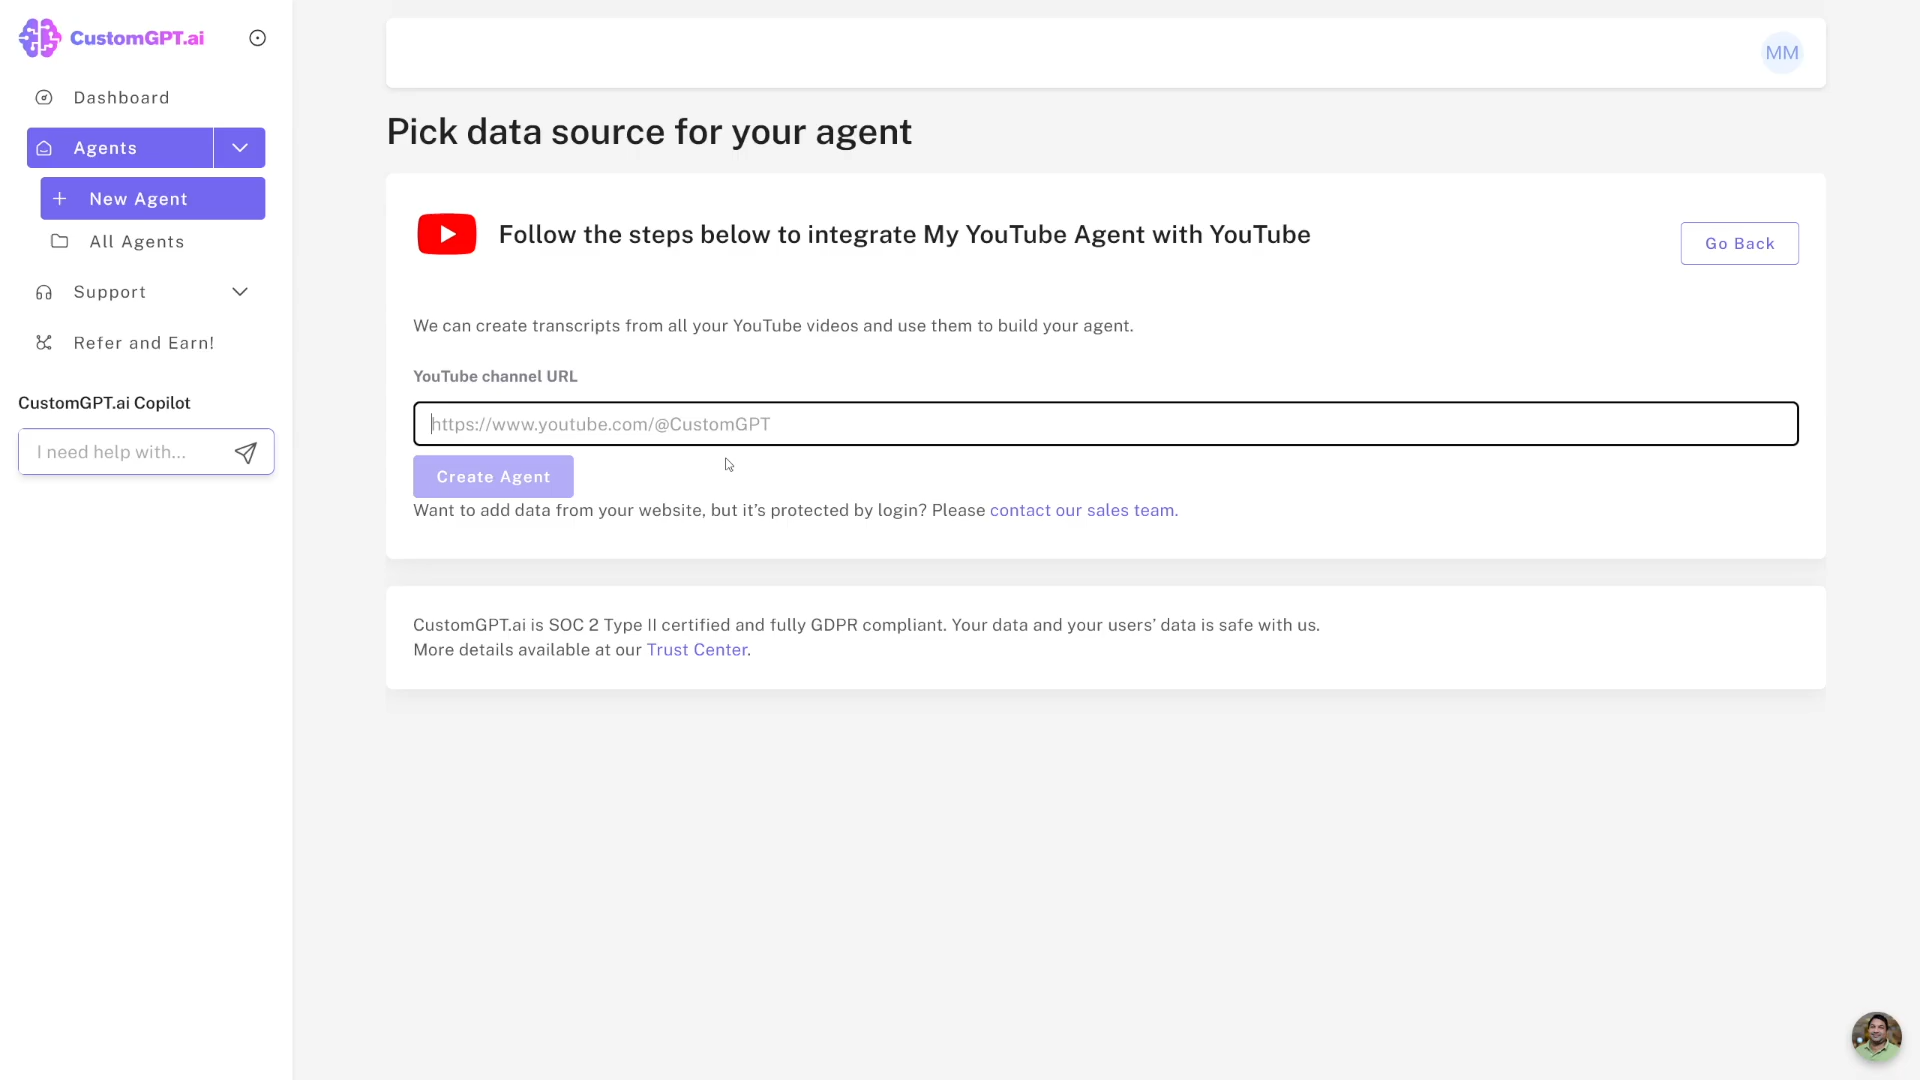 CustomGPT.ai
Dashboard
Agents
New Agent
All Agents
Support
Refer and Earn!
CustomGPT.ai Copilot
I need help with...
MM
Pick data source for your agent
Follow the steps below to integrate My YouTube Agent with YouTube
Go Back
We can create transcripts from all your YouTube videos and use them to build your agent.
YouTube channel URL
https://www.youtube.com/@CustomGPT
Create Agent
Want to add data from your website, but it’s protected by login? Please contact our sales team.
CustomGPT.ai is SOC 2 Type II certified and fully GDPR compliant. Your data and your users’ data is safe with us.
More details available at our Trust Center.